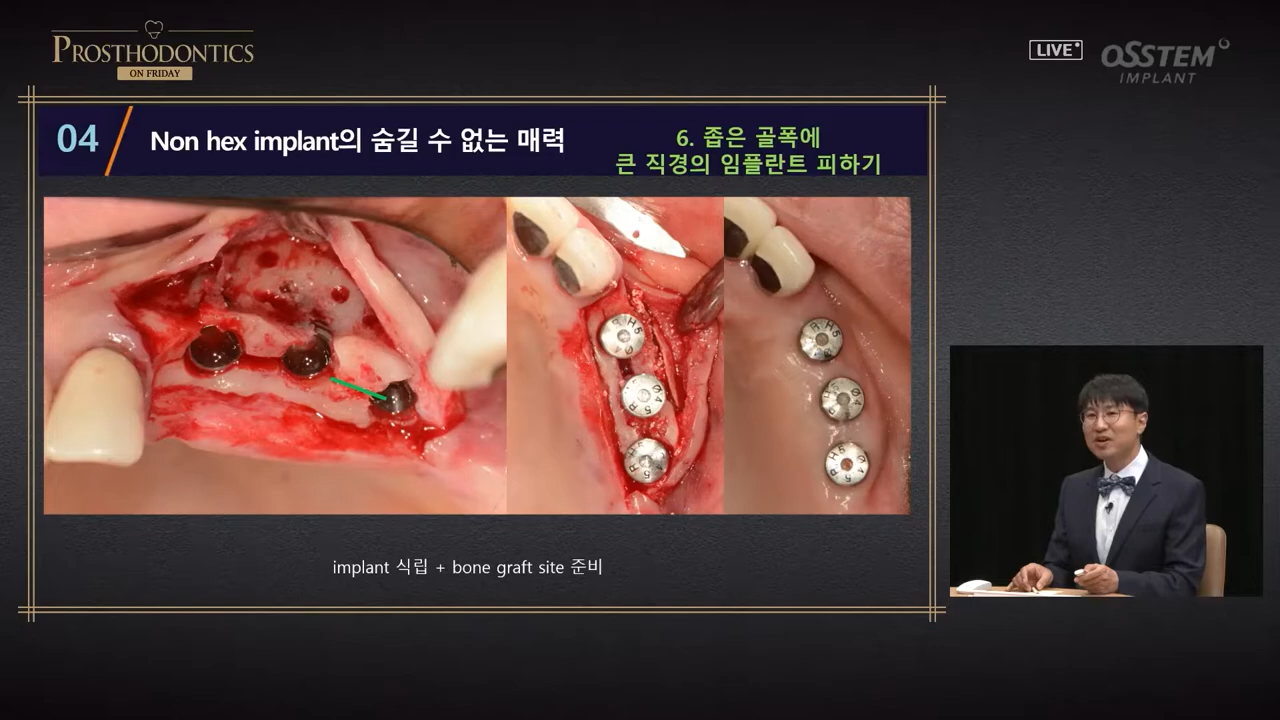 PROSTHODONTICS
ON FRIDAY
LIVE
OSSTEM
IMPLANT
04
Non hex implant의 숨길 수 없는 매력
6. 좁은 골폭에
큰 직경의 임플란트 피하기
implant 식립 + bone graft site 준비